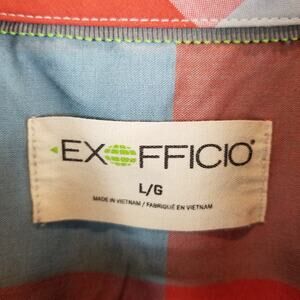 EXOFFICIO®
L/G
MADE IN VIETNAM / FABRIQUÉ EN VIETNAM